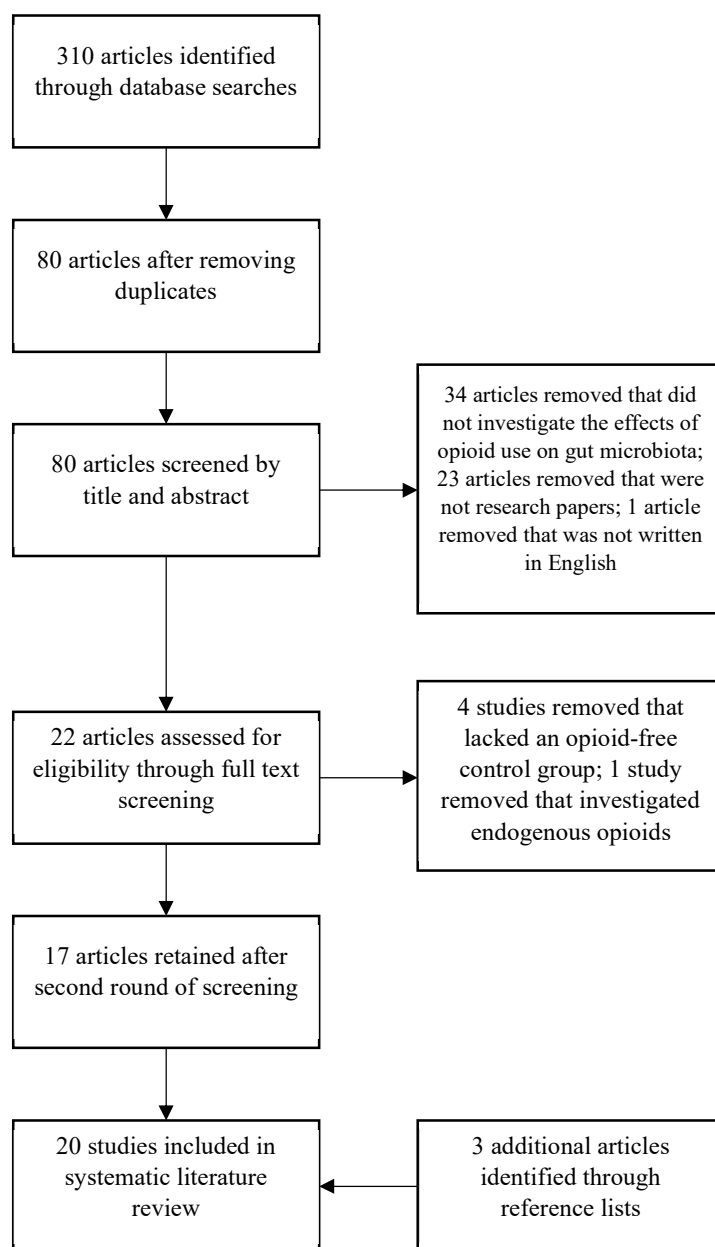 310 articles identified
through database searches
80 articles after removing
duplicates
80 articles screened by
title and abstract
34 articles removed that did
not investigate the effects of
opioid use on gut microbiota;
23 articles removed that were
not research papers; 1 article
removed that was not written
in English
22 articles assessed for
eligibility through full text
screening
4 studies removed that
lacked an opioid-free
control group; 1 study
removed that investigated
endogenous opioids
17 articles retained after
second round of screening
20 studies included in
systematic literature
review
3 additional articles
identified through
reference lists